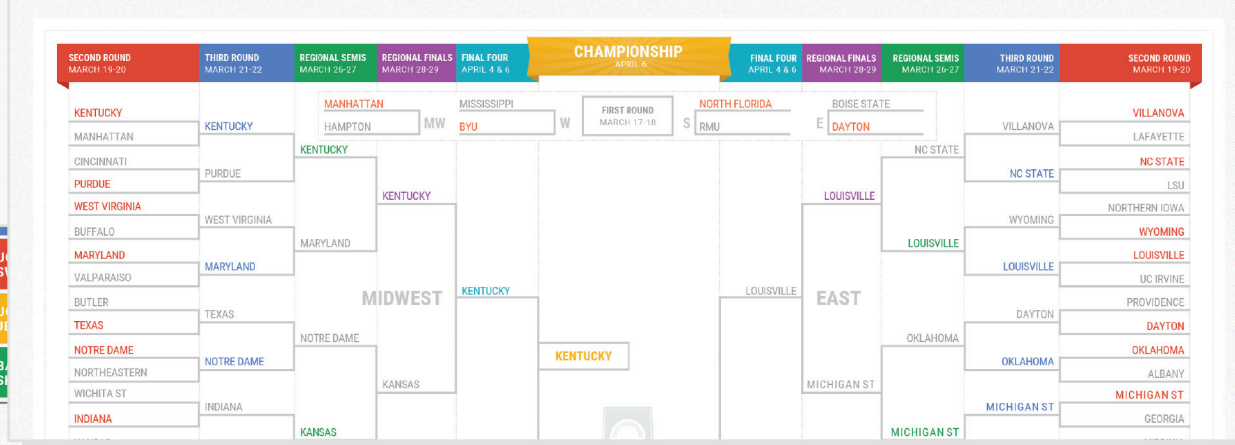 CHAMPIONSHIP
APRIL 6
SECOND ROUND
MARCH 19-20
THIRD ROUND
MARCH 21-22
REGIONAL SEMIS
MARCH 26-27
REGIONAL FINALS
MARCH 28-29
FINAL FOUR
APRIL 4 & 6
FINAL FOUR
APRIL 4 & 6
REGIONAL FINALS
MARCH 28-29
REGIONAL SEMIS
MARCH 26-27
THIRD ROUND
MARCH 21-22
SECOND ROUND
MARCH 19-20
MANHATTAN
HAMPTON
MW
MISSISSIPPI
BYU
W
FIRST ROUND
MARCH 17-18
S
NORTH FLORIDA
RMU
E
BOISE STATE
DAYTON
KENTUCKY
MANHATTAN
CINCINNATI
PURDUE
WEST VIRGINIA
BUFFALO
MARYLAND
VALPARAISO
BUTLER
TEXAS
NOTRE DAME
NORTHEASTERN
WICHITA ST
INDIANA
KENTUCKY
PURDUE
WEST VIRGINIA
MARYLAND
TEXAS
NOTRE DAME
INDIANA
KENTUCKY
MARYLAND
NOTRE DAME
KANSAS
KENTUCKY
KANSAS
MIDWEST
KENTUCKY
KENTUCKY
LOUISVILLE
EAST
LOUISVILLE
MICHIGAN ST
NC STATE
LOUISVILLE
OKLAHOMA
MICHIGAN ST
VILLANOVA
NC STATE
WYOMING
LOUISVILLE
DAYTON
OKLAHOMA
MICHIGAN ST
VILLANOVA
LAFAYETTE
NC STATE
LSU
NORTHERN IOWA
WYOMING
LOUISVILLE
UC IRVINE
PROVIDENCE
DAYTON
OKLAHOMA
ALBANY
MICHIGAN ST
GEORGIA